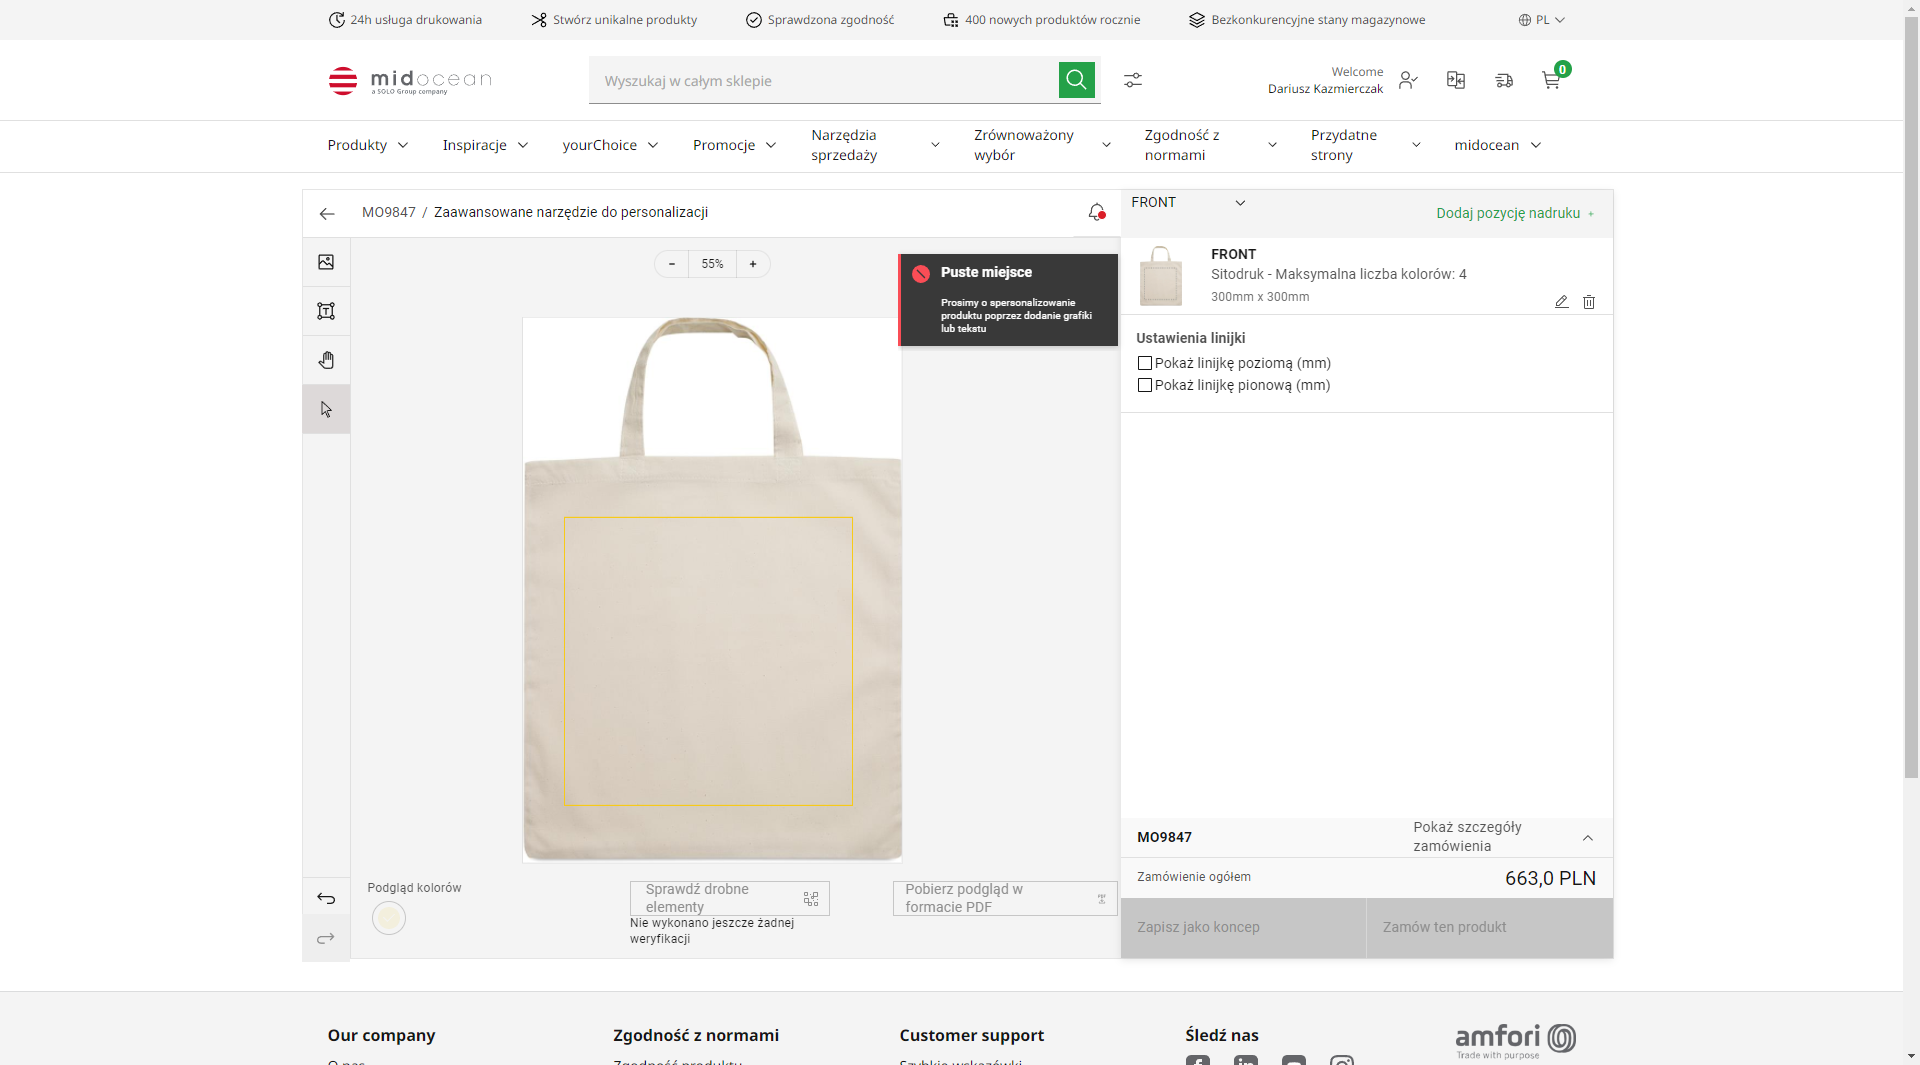 24h usługa drukowania
Stwórz unikalne produkty
Sprawdzona zgodność
400 nowych produktów rocznie
Bezkonkurencyjne stany magazynowe
PL
midocean
a SOLO Group company
Wyszukaj w całym sklepie
Welcome
Dariusz Kazmierczak
0
Produkty
Inspiracje
yourChoice
Promocje
Narzędzia
sprzedaży
Zrównoważony
wybór
Zgodność z
normami
Przydatne
strony
midocean
MO9847 / Zaawansowane narzędzie do personalizacji
FRONT
Dodaj pozycję nadruku +
- 55% +
Puste miejsce
Prosimy o spersonalizowanie
produktu poprzez dodanie grafiki
lub tekstu
FRONT
Sitodruk - Maksymalna liczba kolorów: 4
300mm x 300mm
Ustawienia linijki
Pokaż linijkę poziomą (mm)
Pokaż linijkę pionową (mm)
MO9847
Pokaż szczegóły
zamówienia
Zamówienie ogółem
663,0 PLN
Zapisz jako koncep
Zamów ten produkt
Podgląd kolorów
Sprawdź drobne
elementy
Nie wykonano jeszcze żadnej
weryfikacji
Pobierz podgląd w
formacie PDF
Our company
Zgodność z normami
Customer support
Śledź nas
amfori
Trade with purpose
O nas
Zgodność produktu
Szybkie wskazówki